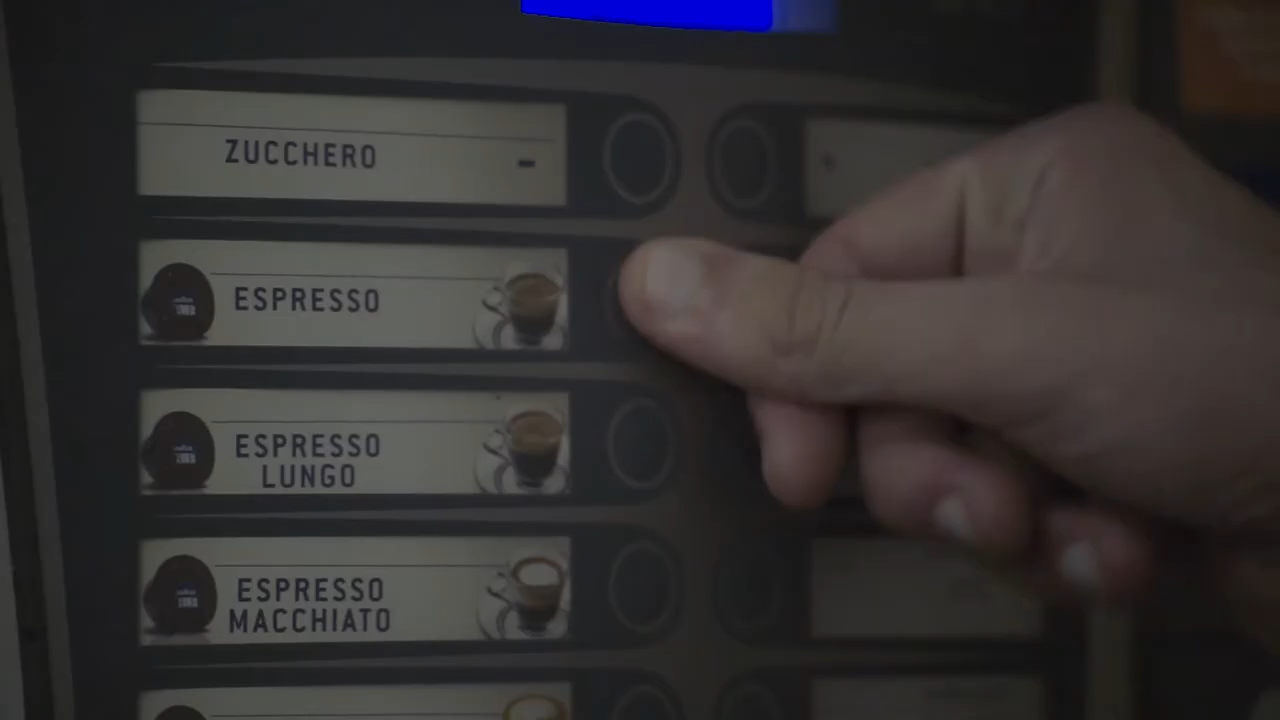 ZUCCHERO -
ESPRESSO
ESPRESSO
LUNGO
ESPRESSO
MACCHIATO